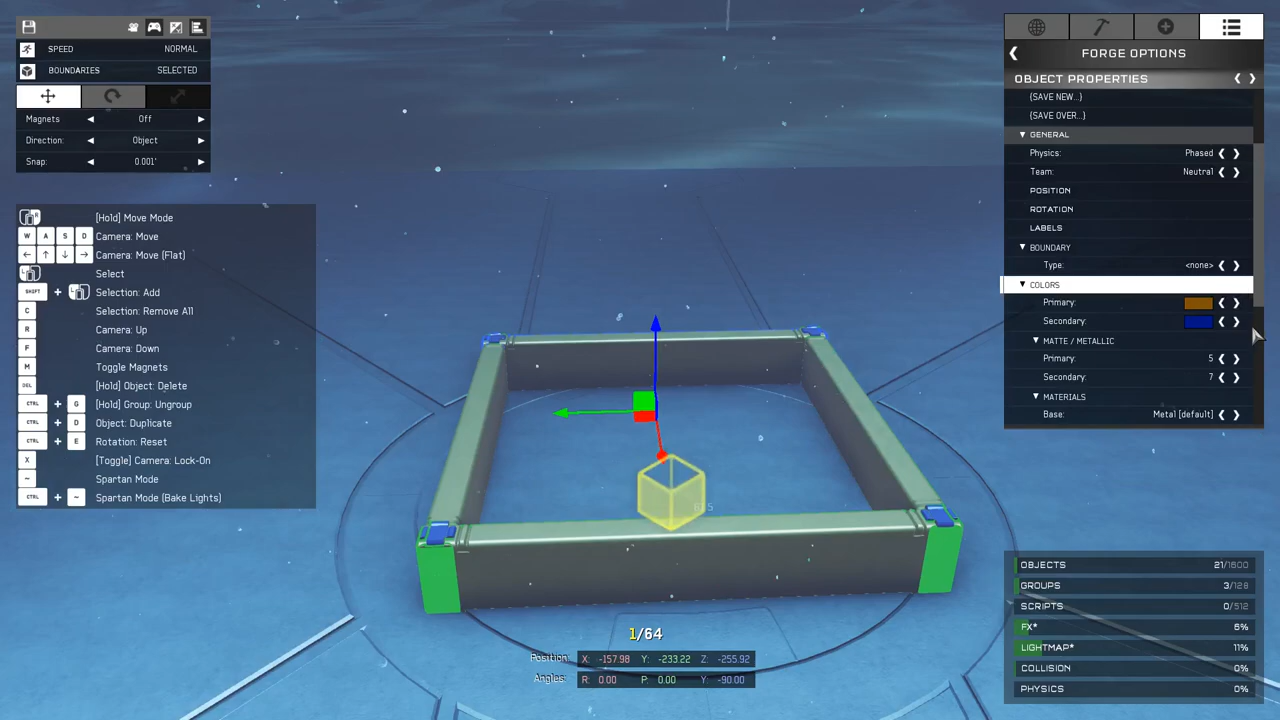 SPEED NORMAL
BOUNDARIES SELECTED
Magnets Off
Direction: Object
Snap: 0.001'
R [Hold] Move Mode
W A S D Camera: Move
← ↑ ↓ → Camera: Move (Flat)
L Select
SHIFT + L Selection: Add
C Selection: Remove All
R Camera: Up
F Camera: Down
M Toggle Magnets
DEL [Hold] Object: Delete
CTRL + G [Hold] Group: Ungroup
CTRL + D Object: Duplicate
CTRL + E Rotation: Reset
X [Toggle] Camera: Lock-On
~ Spartan Mode
CTRL + ~ Spartan Mode (Bake Lights)
1/64
Position: X: -157.98 Y: -233.22 Z: -255.92
Angles: R: 0.00 P: 0.00 Y: -90.00
FORGE OPTIONS
OBJECT PROPERTIES
(SAVE NEW...)
(SAVE OVER...)
GENERAL
Physics: Phased
Team: Neutral
POSITION
ROTATION
LABELS
BOUNDARY
Type: <none>
COLORS
Primary:
Secondary:
MATTE / METALLIC
Primary: 5
Secondary: 7
MATERIALS
Base: Metal [default]
OBJECTS 21/1600
GROUPS 3/128
SCRIPTS 0/512
FX* 6%
LIGHTMAP* 11%
COLLISION 0%
PHYSICS 0%